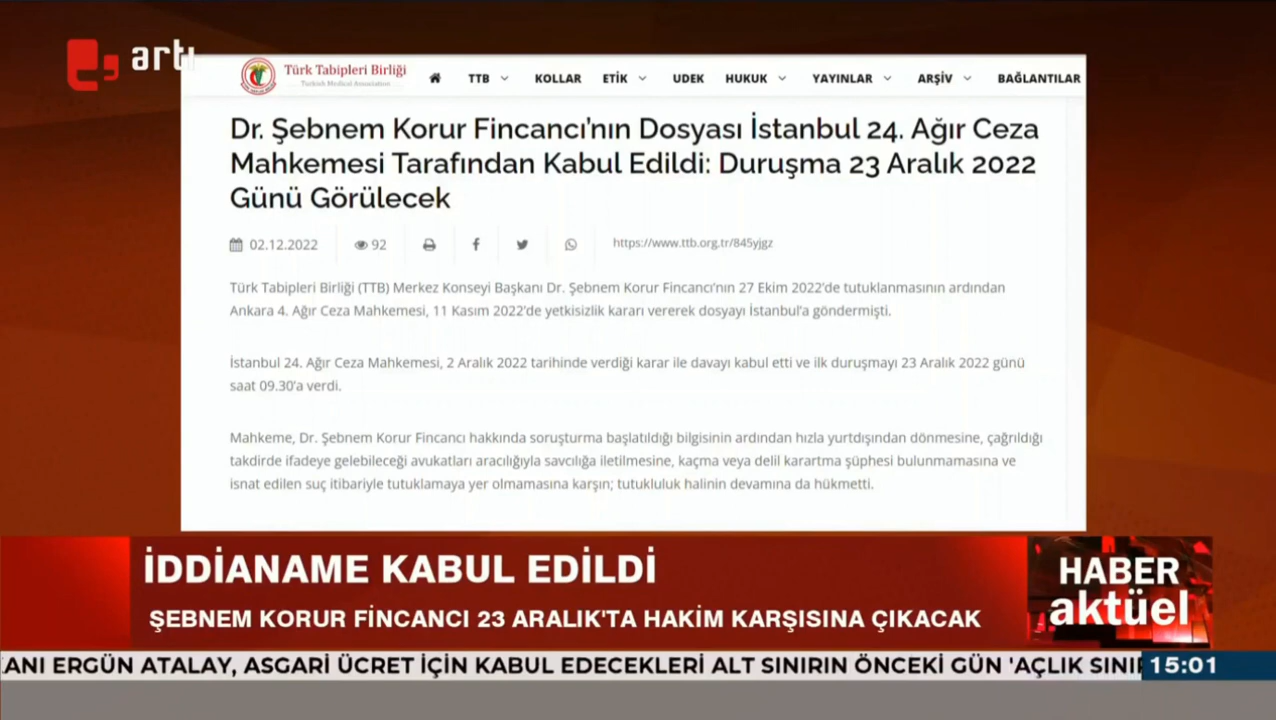 artı
Türk Tabipleri Birliği
Turkish Medical Association
TTB
KOLLAR
ETİK
UDEK
HUKUK
YAYINLAR
ARŞİV
BAĞLANTILAR
Dr. Şebnem Korur Fincancı’nın Dosyası İstanbul 24. Ağır Ceza
Mahkemesi Tarafından Kabul Edildi: Duruşma 23 Aralık 2022
Günü Görülecek
02.12.2022
92
https://www.ttb.org.tr/845yjgz
Türk Tabipleri Birliği (TTB) Merkez Konseyi Başkanı Dr. Şebnem Korur Fincancı’nın 27 Ekim 2022’de tutuklanmasının ardından
Ankara 4. Ağır Ceza Mahkemesi, 11 Kasım 2022’de yetkisizlik kararı vererek dosyayı İstanbul’a göndermişti.
İstanbul 24. Ağır Ceza Mahkemesi, 2 Aralık 2022 tarihinde verdiği karar ile davayı kabul etti ve ilk duruşmayı 23 Aralık 2022 günü
saat 09.30’a verdi.
Mahkeme, Dr. Şebnem Korur Fincancı hakkında soruşturma başlatıldığı bilgisinin ardından hızla yurtdışından dönmesine, çağrıldığı
takdirde ifadeye gelebileceği avukatları aracılığıyla savcılığa iletilmesine, kaçma veya delil karartma şüphesi bulunmamasına ve
isnat edilen suç itibariyle tutuklamaya yer olmamasına karşın; tutukluluk halinin devamına da hükmetti.
İDDİANAME KABUL EDİLDİ
ŞEBNEM KORUR FİNCANCI 23 ARALIK'TA HAKİM KARŞISINA ÇIKACAK
HABER
aktüel
KANI ERGÜN ATALAY, ASGARİ ÜCRET İÇİN KABUL EDECEKLERİ ALT SINIRIN ÖNCEKİ GÜN 'AÇLIK SINIR
15:01